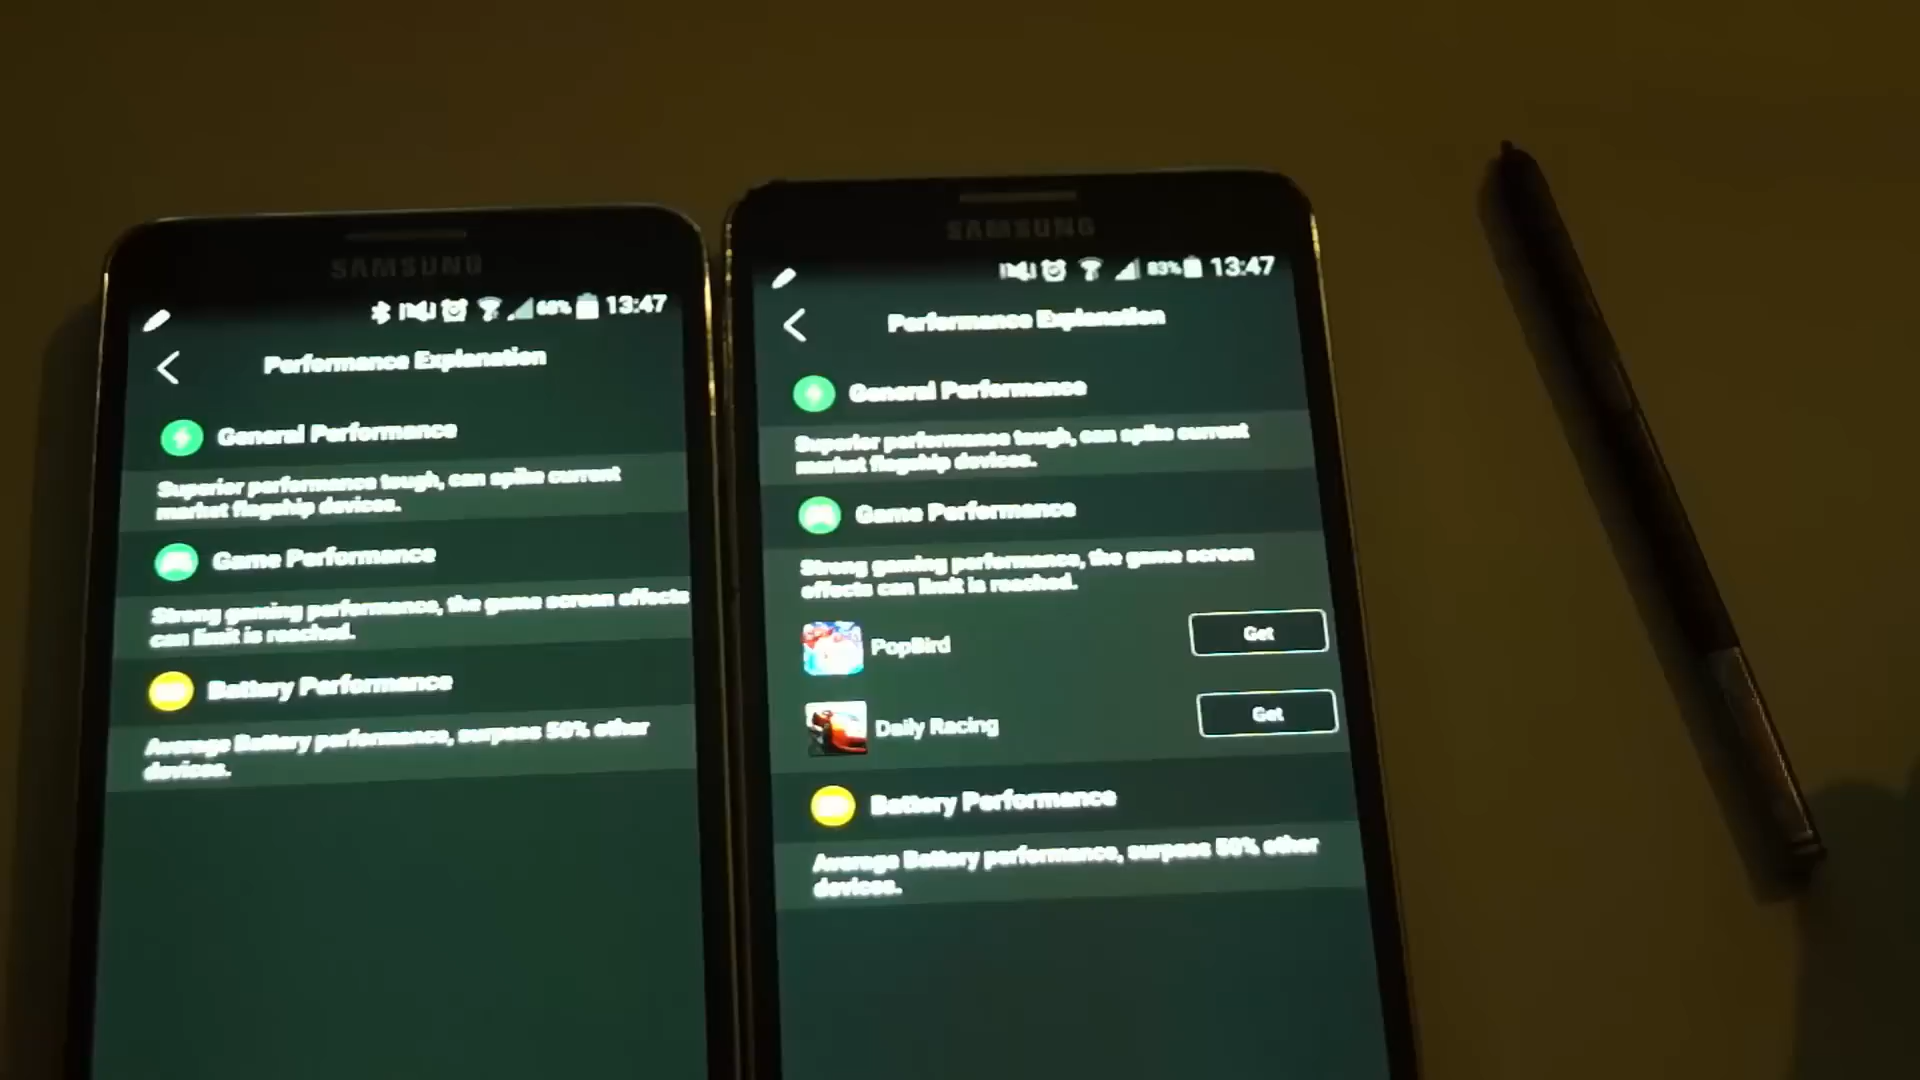 SAMSUNG
68% 13:47
Performance Explanation
General Performance
Superior performance tough, can spike current
market flagship devices.
Game Performance
Strong gaming performance, the game screen effects
can limit is reached.
Battery Performance
Average Battery performance, surpass 50% other
devices.
SAMSUNG
83% 13:47
Performance Explanation
General Performance
Superior performance tough, can spike current
market flagship devices.
Game Performance
Strong gaming performance, the game screen
effects can limit is reached.
PopBird
Get
Daily Racing
Get
Battery Performance
Average Battery performance, surpass 50% other
devices.